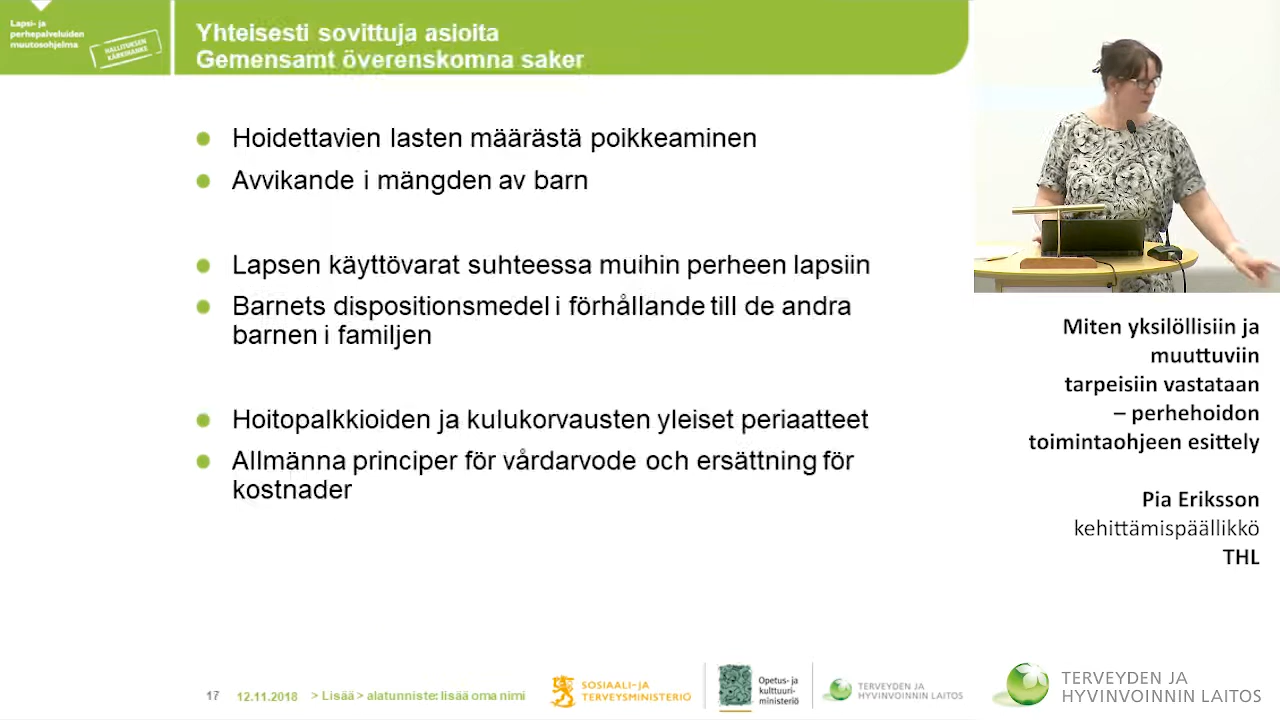 Lapsi- ja
perhepalveluiden
muutosohjelma
HALLITUKSEN
KÄRKIHANKE
Yhteisesti sovittuja asioita
Gemensamt överenskomna saker
Hoidettavien lasten määrästä poikkeaminen
Avvikande i mängden av barn
Lapsen käyttövarat suhteessa muihin perheen lapsiin
Barnets dispositionsmedel i förhållande till de andra
barnen i familjen
Hoitopalkkioiden ja kulukorvausten yleiset periaatteet
Allmänna principer för vårdarvode och ersättning för
kostnader
Miten yksilöllisiin ja
muuttuviin
tarpeisiin vastataan
– perhehoidon
toimintaohjeen esittely
Pia Eriksson
kehittämispäällikkö
THL
17 12.11.2018 > Lisää > alatunniste: lisää oma nimi
SOSIAALI- JA
TERVEYSMINISTERIÖ
Opetus- ja
kulttuuri-
ministeriö
TERVEYDEN JA
HYVINVOINNIN LAITOS
TERVEYDEN JA
HYVINVOINNIN LAITOS